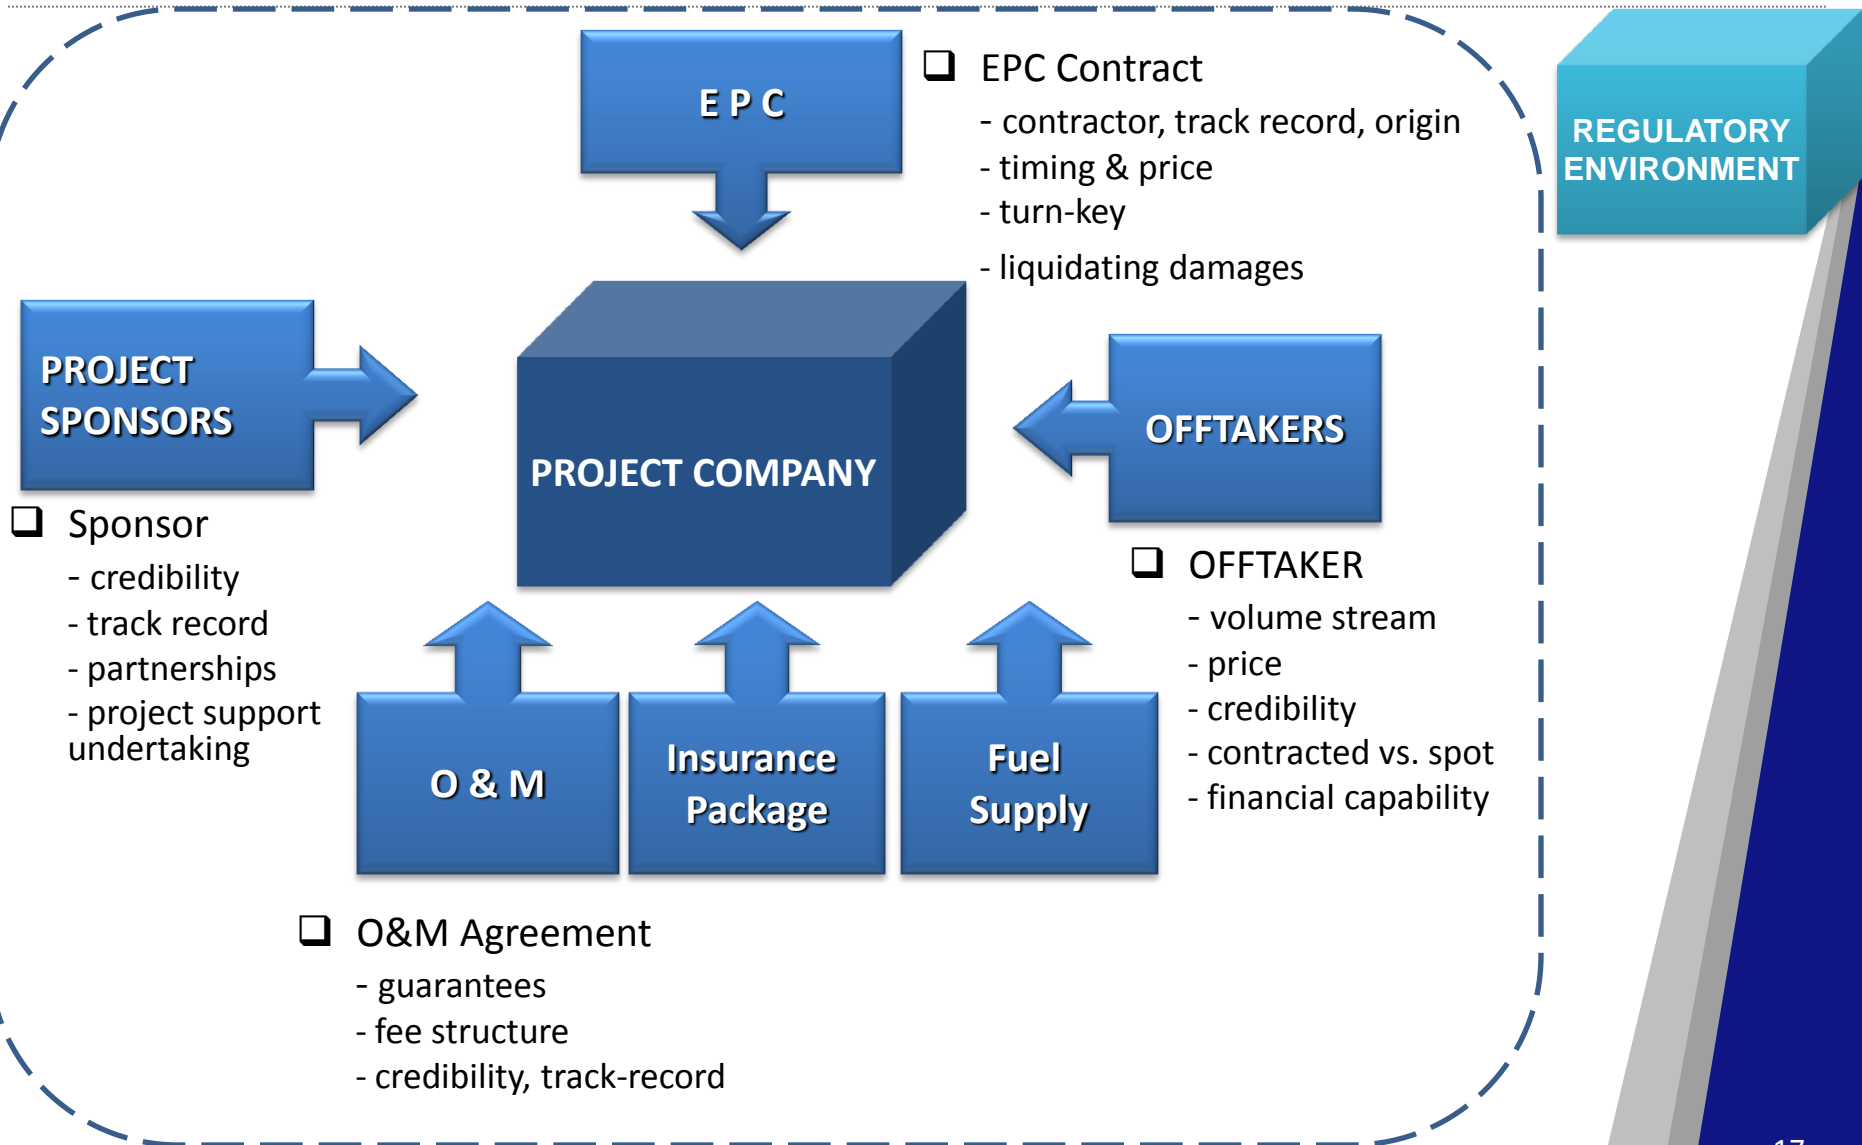 E P C
❑ EPC Contract
- contractor, track record, origin
- timing & price
- turn-key
- liquidating damages
REGULATORY
ENVIRONMENT
PROJECT
SPONSORS
❑ Sponsor
- credibility
- track record
- partnerships
- project support
undertaking
PROJECT COMPANY
OFFTAKERS
❑ OFFTAKER
- volume stream
- price
- credibility
- contracted vs. spot
- financial capability
O & M
Insurance
Package
Fuel
Supply
❑ O&M Agreement
- guarantees
- fee structure
- credibility, track-record
17